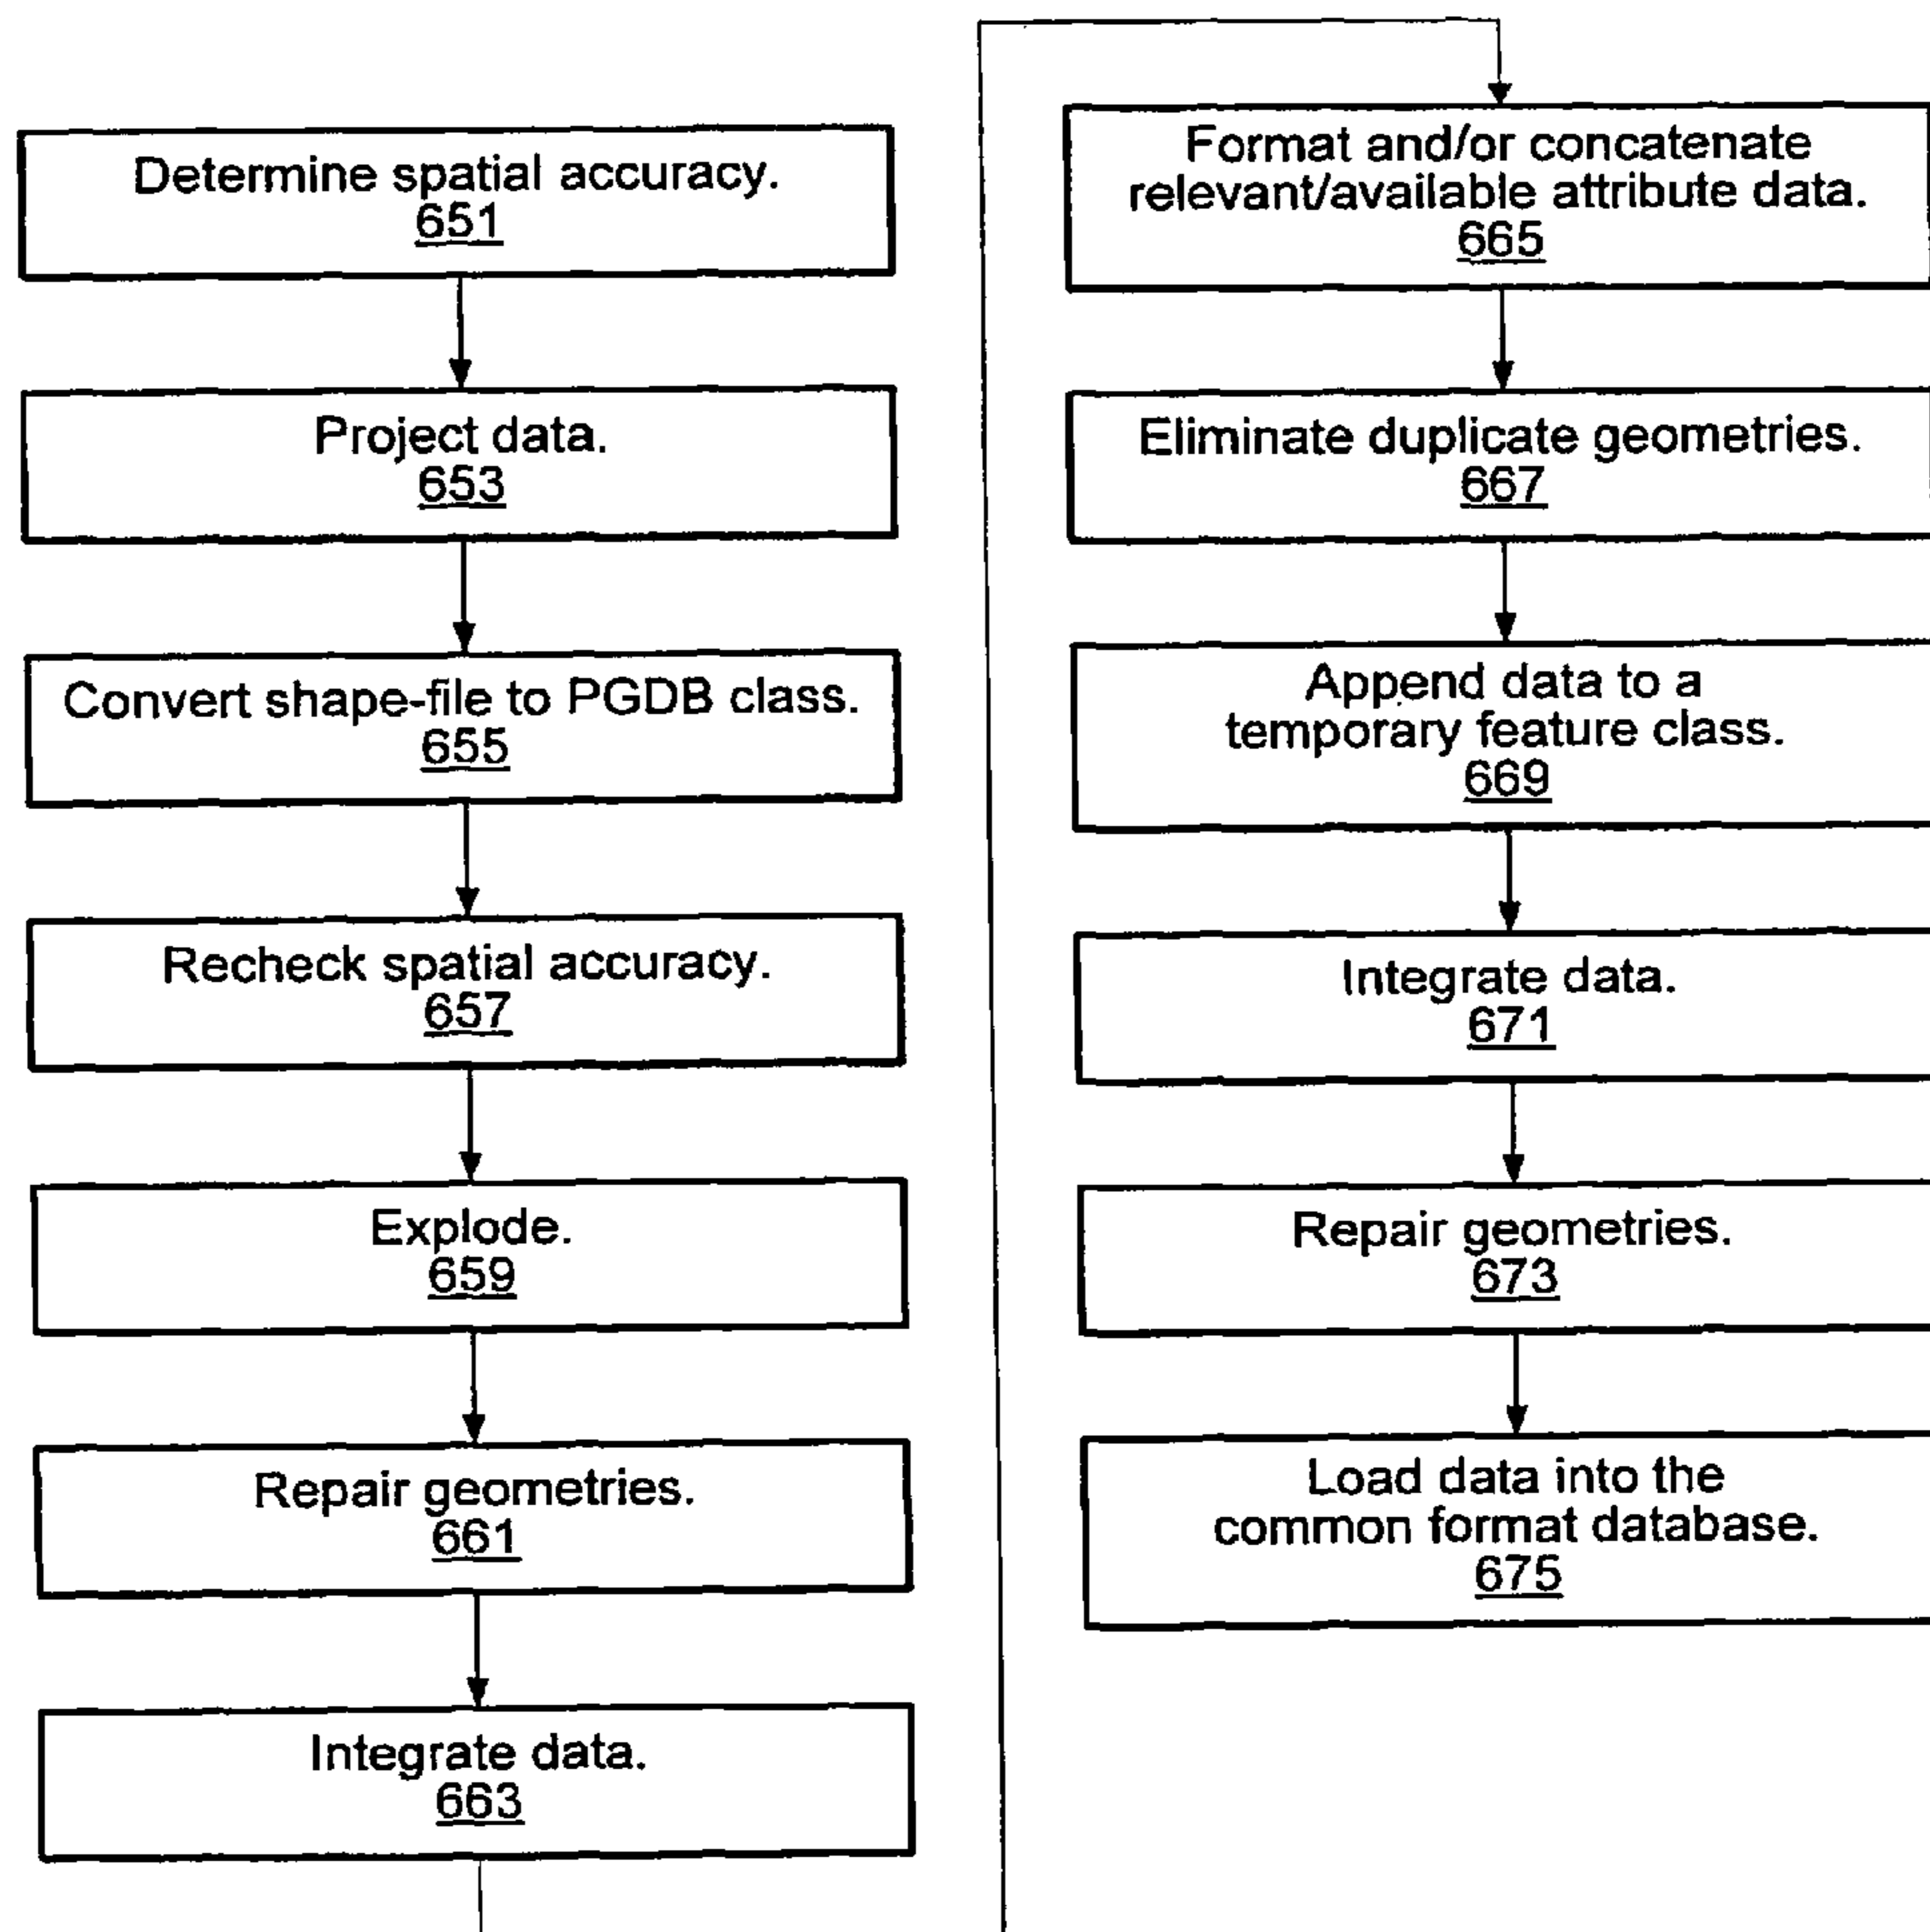 Determine spatial accuracy.
651
Project data.
653
Convert shape-file to PGDB class.
655
Recheck spatial accuracy.
657
Explode.
659
Repair geometries.
661
Integrate data.
663
Format and/or concatenate
relevant/available attribute data.
665
Eliminate duplicate geometries.
667
Append data to a
temporary feature class.
669
Integrate data.
671
Repair geometries.
673
Load data into the
common format database.
675